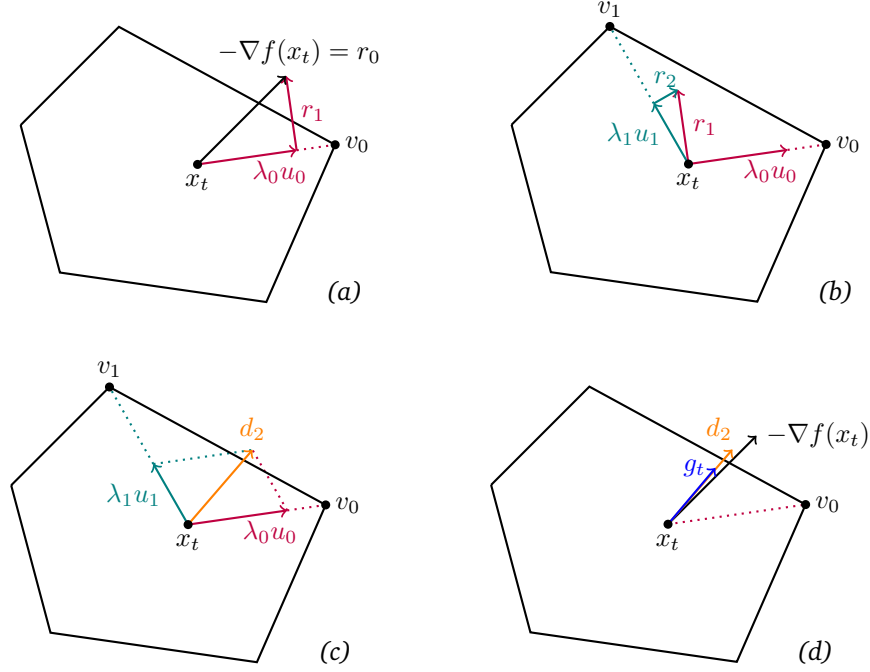 −∇f(x_t) = r_0
r_1
v_0
λ_0u_0
x_t
(a)
v_1
r_2
λ_1u_1
r_1
v_0
λ_0u_0
x_t
(b)
v_1
d_2
λ_1u_1
v_0
λ_0u_0
x_t
(c)
d_2
−∇f(x_t)
g_t
v_0
x_t
(d)